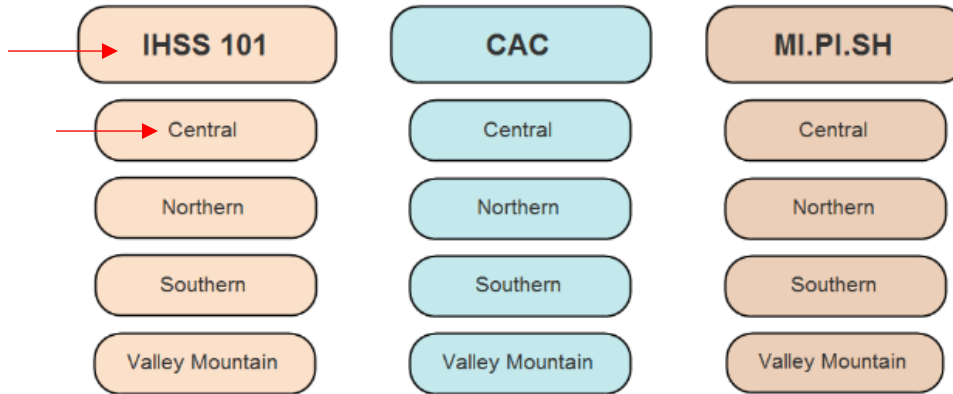 IHSS 101
CAC
MI.PI.SH
Central
Central
Central
Northern
Northern
Northern
Southern
Southern
Southern
Valley Mountain
Valley Mountain
Valley Mountain